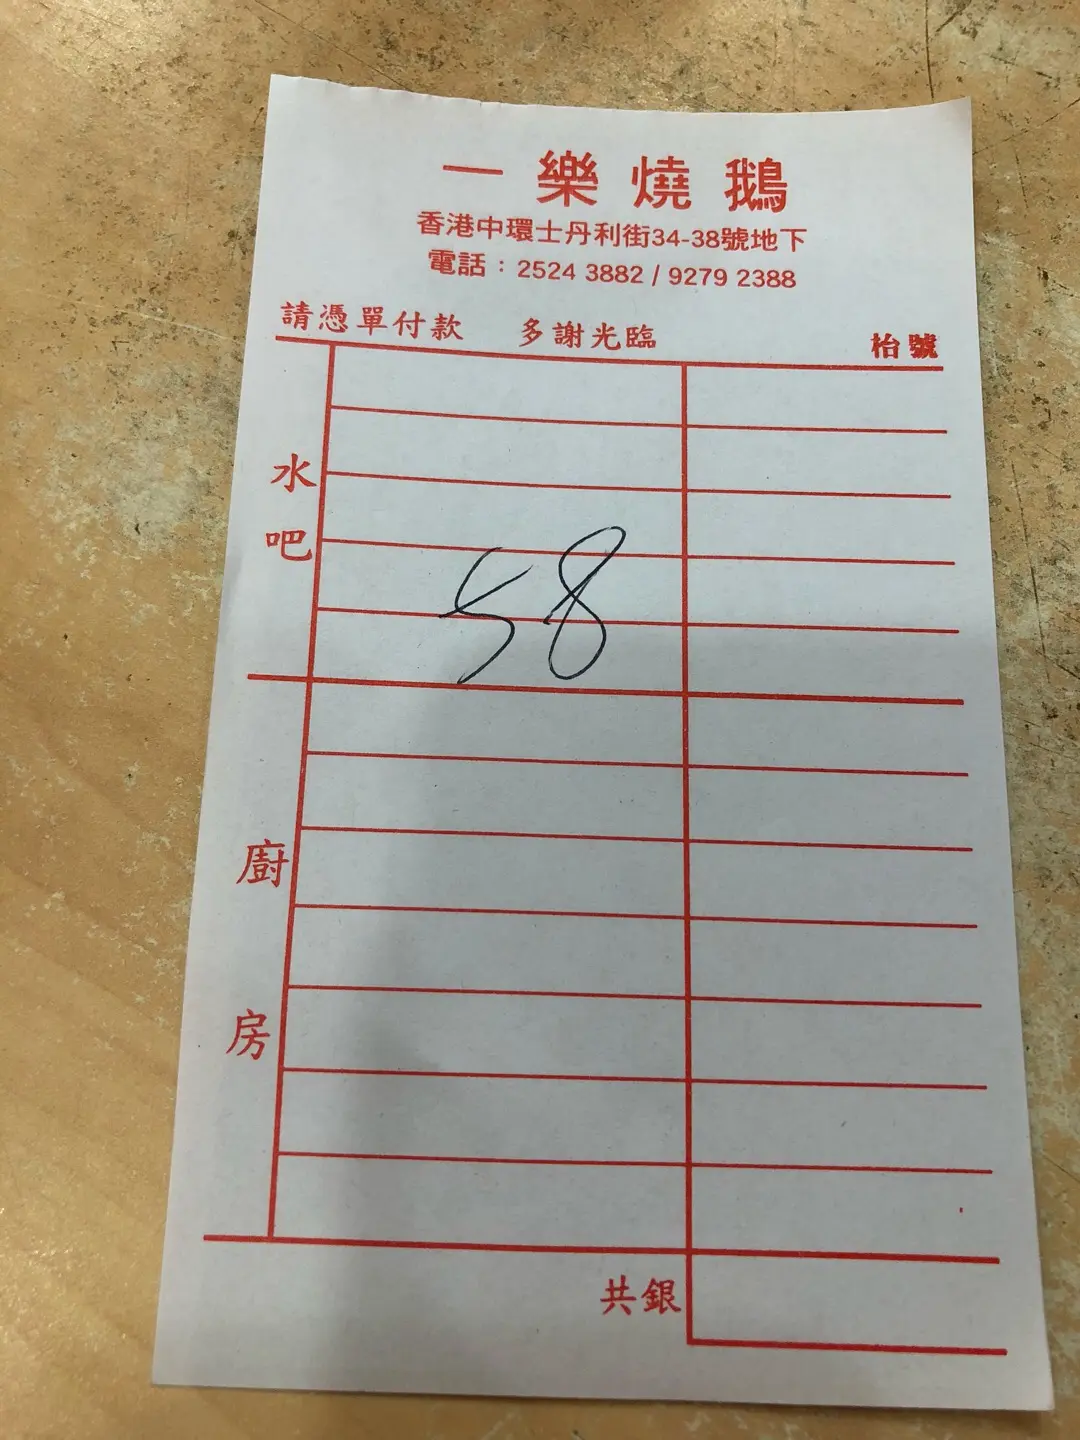 一樂燒鵝
香港中環士丹利街34-38號地下
電話：2524 3882 / 9279 2388
請憑單付款 多謝光臨 枱號
水吧
58
廚房
共銀